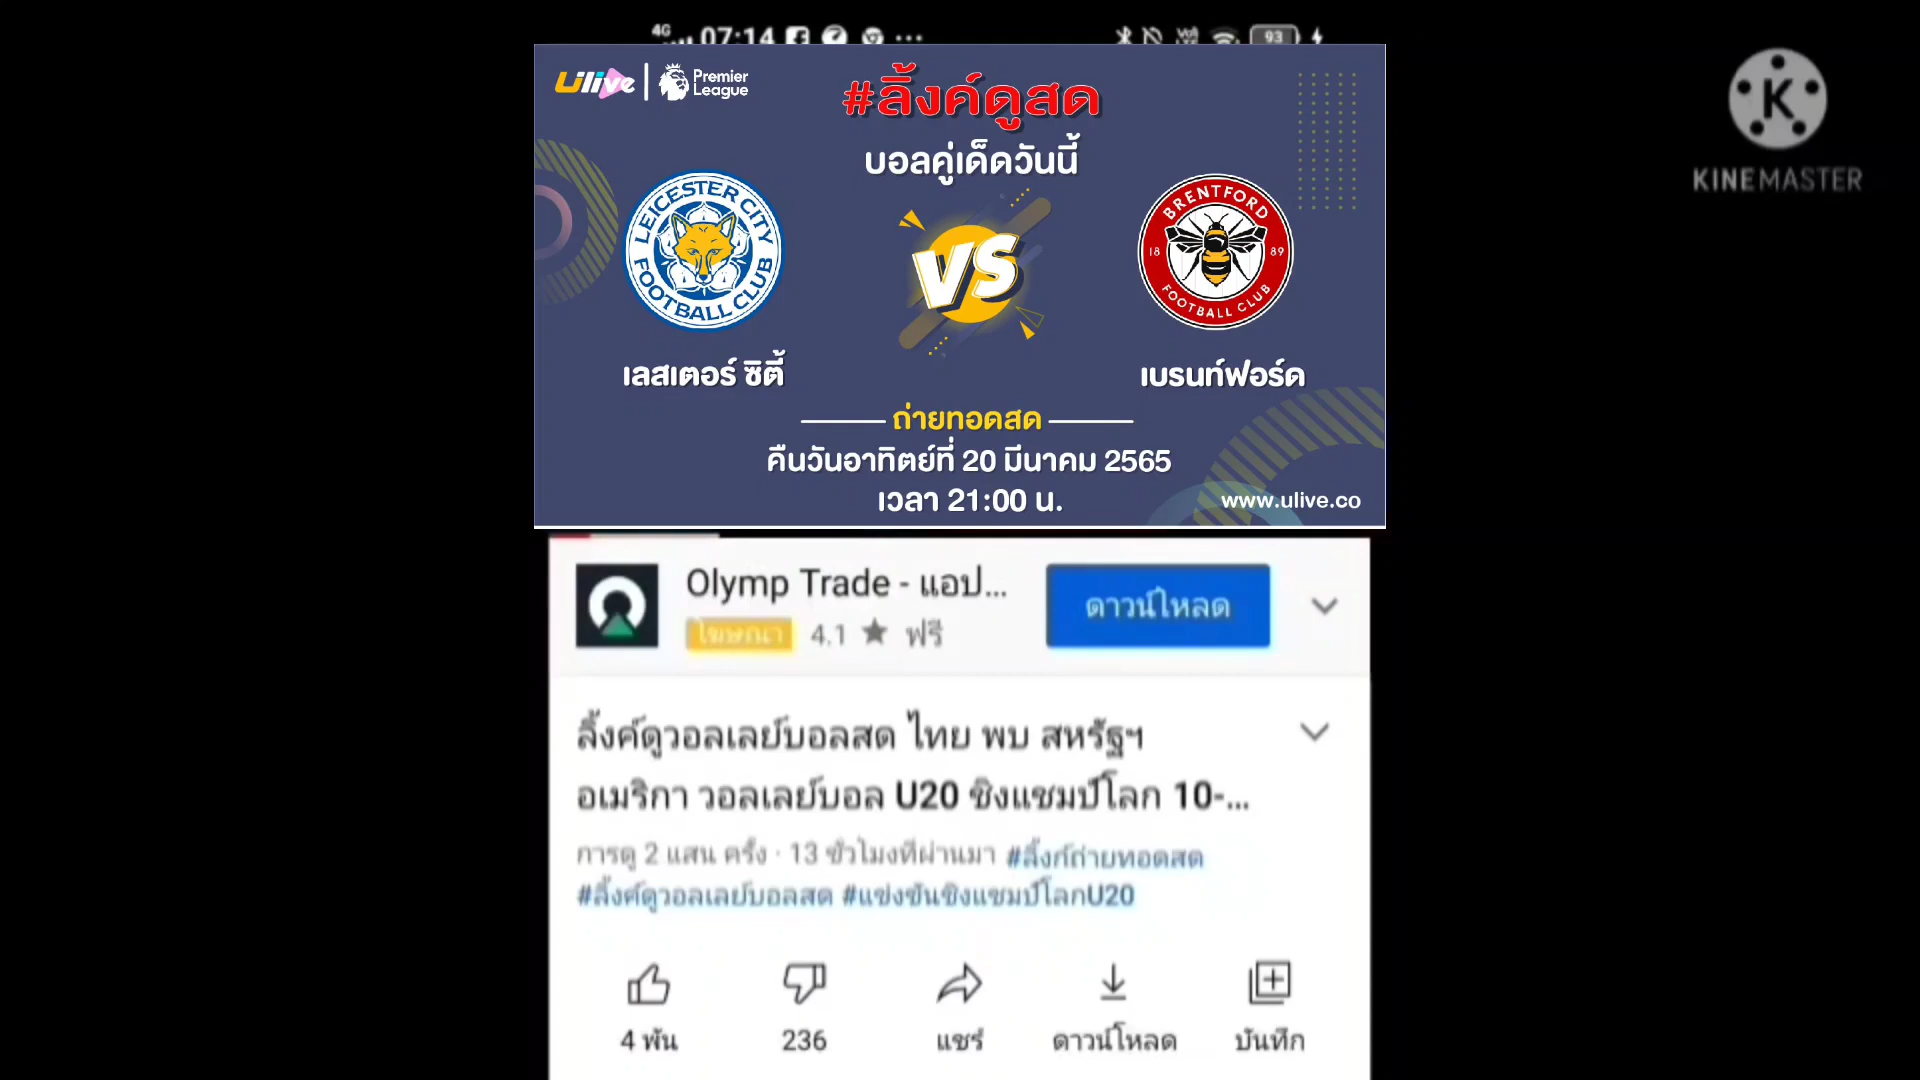 4G 07:14 ... 93
Ulive Premier League
#ลิ้งค์ดูสด
บอลคู่เด็ดวันนี้
KINEMASTER
LEICESTER CITY FOOTBALL CLUB
VS
BRENTFORD FOOTBALL CLUB 18 89
เลสเตอร์ ซิตี้ เบรนท์ฟอร์ด
ถ่ายทอดสด
คืนวันอาทิตย์ที่ 20 มีนาคม 2565
เวลา 21:00 น.
www.ulive.co
Olymp Trade - แอป...
ดาวน์โหลด
โฆษณา 4.1 ★ ฟรี
ลิ้งค์ดูวอลเลย์บอลสด ไทย พบ สหรัฐฯ
อเมริกา วอลเลย์บอล U20 ชิงแชมป์โลก 10-...
การดู 2 แสน ครั้ง · 13 ชั่วโมงที่ผ่านมา #ลิ้งก์ถ่ายทอดสด
#ลิ้งค์ดูวอลเลย์บอลสด #แข่งขันชิงแชมป์โลกU20
4 พัน 236 แชร์ ดาวน์โหลด บันทึก